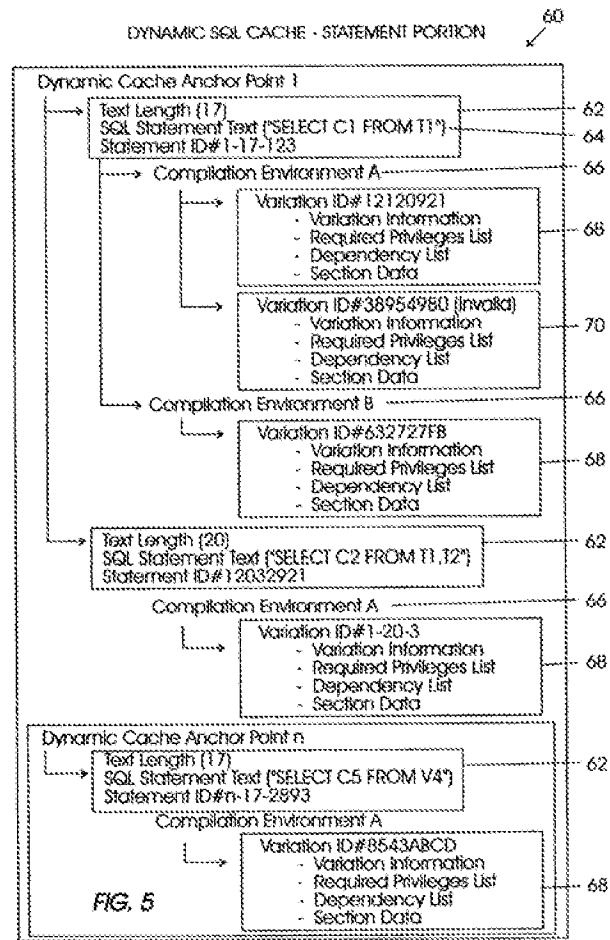 DYNAMIC SQL CACHE - STATEMENT PORTION
60
Dynamic Cache Anchor Point 1
Text Length (17)
62
SQL Statement Text ("SELECT C1 FROM T1")
64
Statement ID#1-17-123
Compilation Environment A
66
Variation ID#12120921
- Variation Information
68
- Required Privileges List
- Dependency List
- Section Data
Variation ID#38954980 (Invalid)
- Variation Information
70
- Required Privileges List
- Dependency List
- Section Data
Compilation Environment B
66
Variation ID#632727FB
- Variation Information
68
- Required Privileges List
- Dependency List
- Section Data
Text Length (20)
62
SQL Statement Text ("SELECT C2 FROM T1,T2")
Statement ID#12032921
Compilation Environment A
66
Variation ID#1-20-3
- Variation Information
- Required Privileges List
68
- Dependency List
- Section Data
Dynamic Cache Anchor Point n
Text Length (17)
SQL Statement Text ("SELECT C5 FROM V4")
62
Statement ID#n-17-2893
Compilation Environment A
Variation ID#8543ABCD
- Variation Information
- Required Privileges List
68
- Dependency List
- Section Data
FIG. 5